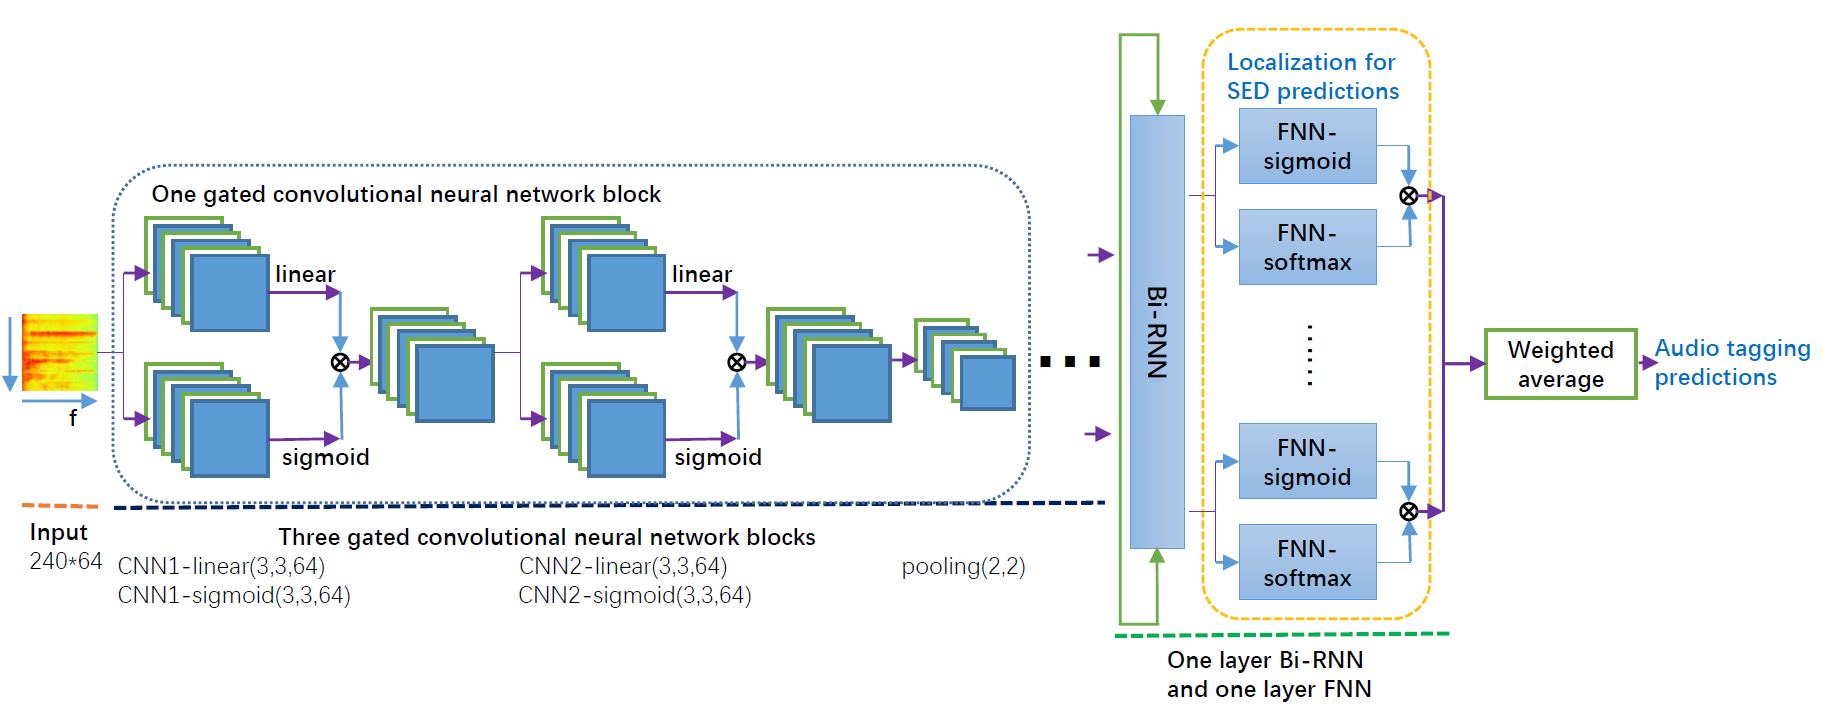 One gated convolutional neural network block
linear
linear
sigmoid
sigmoid
f
Input
240*64
Three gated convolutional neural network blocks
CNN1-linear(3,3,64)
CNN1-sigmoid(3,3,64)
CNN2-linear(3,3,64)
CNN2-sigmoid(3,3,64)
pooling(2,2)
Bi-RNN
Localization for
SED predictions
FNN-
sigmoid
FNN-
softmax
......
FNN-
sigmoid
FNN-
softmax
One layer Bi-RNN
and one layer FNN
Weighted
average
Audio tagging
predictions